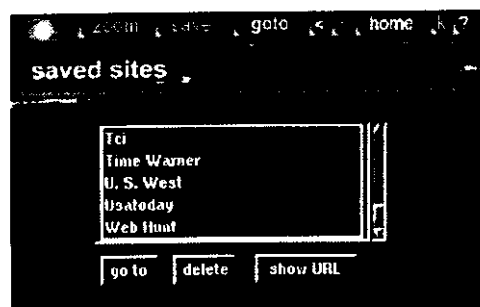 zoom save goto < home ?
saved sites
Tci
Time Warner
U. S. West
Usatoday
Web Hunt
go to delete show URL